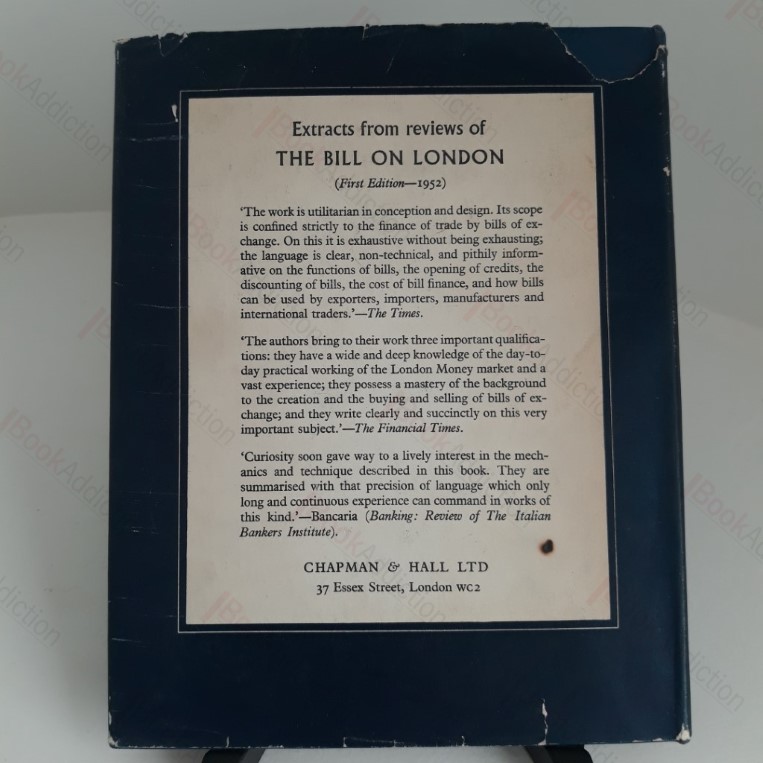 Extracts from reviews of
THE BILL ON LONDON
(First Edition—1952)
‘The work is utilitarian in conception and design. Its scope
is confined strictly to the finance of trade by bills of ex-
change. On this it is exhaustive without being exhausting;
the language is clear, non-technical, and pithily inform-
ative on the functions of bills, the opening of credits, the
discounting of bills, the cost of bill finance, and how bills
can be used by exporters, importers, manufacturers and
international traders.’—The Times.
‘The authors bring to their work three important qualifica-
tions: they have a wide and deep knowledge of the day-to-
day practical working of the London Money market and a
vast experience; they possess a mastery of the background
to the creation and the buying and selling of bills of ex-
change; and they write clearly and succinctly on this very
important subject.’—The Financial Times.
‘Curiosity soon gave way to a lively interest in the mech-
anics and technique described in this book. They are
summarised with that precision of language which only
long and continuous experience can command in works of
this kind.’—Bancaria (Banking: Review of The Italian
Bankers Institute).
CHAPMAN & HALL LTD
37 Essex Street, London WC2
BookAddiction